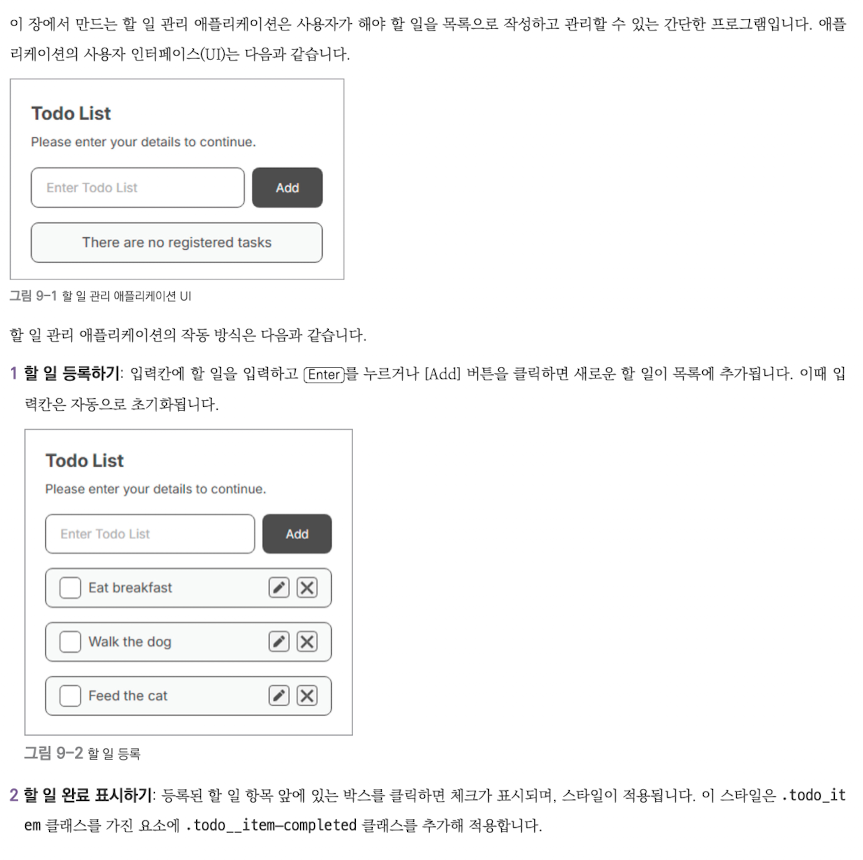 이 장에서 만드는 할 일 관리 애플리케이션은 사용자가 해야 할 일을 목록으로 작성하고 관리할 수 있는 간단한 프로그램입니다. 애플
리케이션의 사용자 인터페이스(UI)는 다음과 같습니다.
Todo List
Please enter your details to continue.
Enter Todo List Add
There are no registered tasks
그림 9-1 할 일 관리 애플리케이션 UI
할 일 관리 애플리케이션의 작동 방식은 다음과 같습니다.
1 할 일 등록하기: 입력칸에 할 일을 입력하고 Enter를 누르거나 [Add] 버튼을 클릭하면 새로운 할 일이 목록에 추가됩니다. 이때 입
력칸은 자동으로 초기화됩니다.
Todo List
Please enter your details to continue.
Enter Todo List Add
Eat breakfast
Walk the dog
Feed the cat
그림 9-2 할 일 등록
2 할 일 완료 표시하기: 등록된 할 일 항목 앞에 있는 박스를 클릭하면 체크가 표시되며, 스타일이 적용됩니다. 이 스타일은 .todo_it
em 클래스를 가진 요소에 .todo__item–completed 클래스를 추가해 적용합니다.